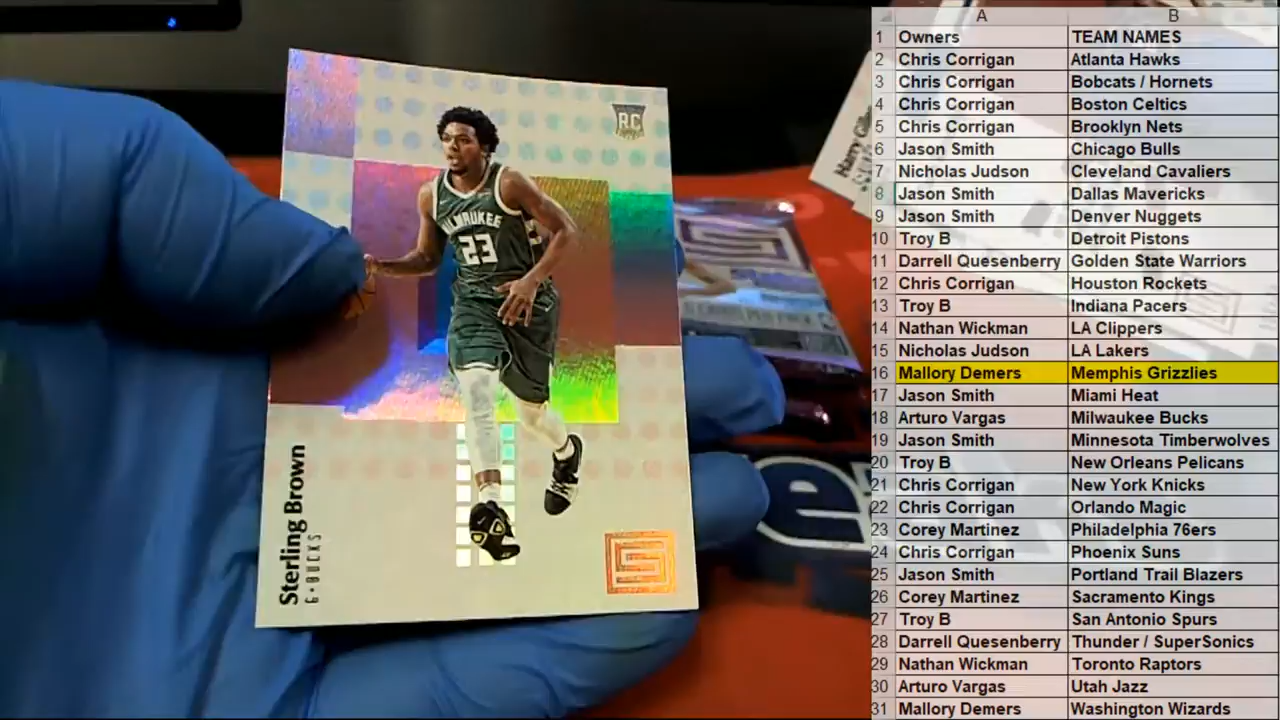 RC
MILWAUKEE
23
Sterling Brown
G • BUCKS
Harry Giles
A B
1 Owners TEAM NAMES
2 Chris Corrigan Atlanta Hawks
3 Chris Corrigan Bobcats / Hornets
4 Chris Corrigan Boston Celtics
5 Chris Corrigan Brooklyn Nets
6 Jason Smith Chicago Bulls
7 Nicholas Judson Cleveland Cavaliers
8 Jason Smith Dallas Mavericks
9 Jason Smith Denver Nuggets
10 Troy B Detroit Pistons
11 Darrell Quesenberry Golden State Warriors
12 Chris Corrigan Houston Rockets
13 Troy B Indiana Pacers
14 Nathan Wickman LA Clippers
15 Nicholas Judson LA Lakers
16 Mallory Demers Memphis Grizzlies
17 Jason Smith Miami Heat
18 Arturo Vargas Milwaukee Bucks
19 Jason Smith Minnesota Timberwolves
20 Troy B New Orleans Pelicans
21 Chris Corrigan New York Knicks
22 Chris Corrigan Orlando Magic
23 Corey Martinez Philadelphia 76ers
24 Chris Corrigan Phoenix Suns
25 Jason Smith Portland Trail Blazers
26 Corey Martinez Sacramento Kings
27 Troy B San Antonio Spurs
28 Darrell Quesenberry Thunder / SuperSonics
29 Nathan Wickman Toronto Raptors
30 Arturo Vargas Utah Jazz
31 Mallory Demers Washington Wizards